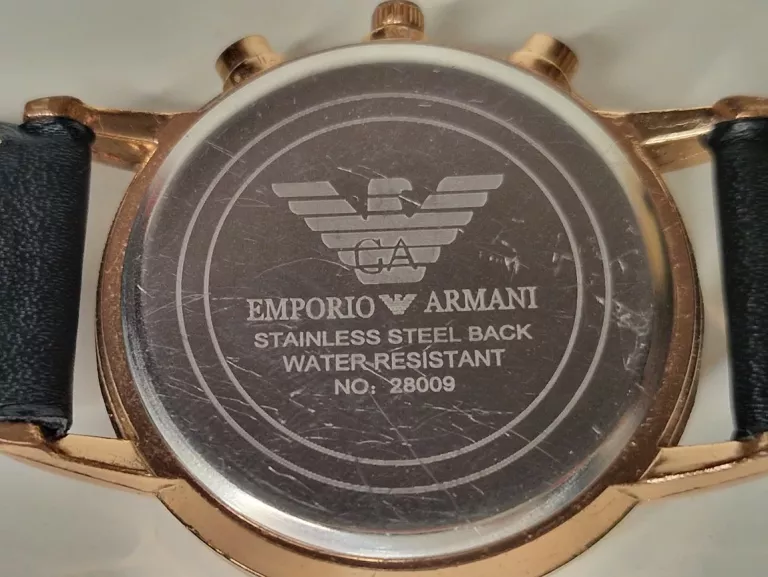 GA
EMPORIO ARMANI
STAINLESS STEEL BACK
WATER RESISTANT
NO: 28009